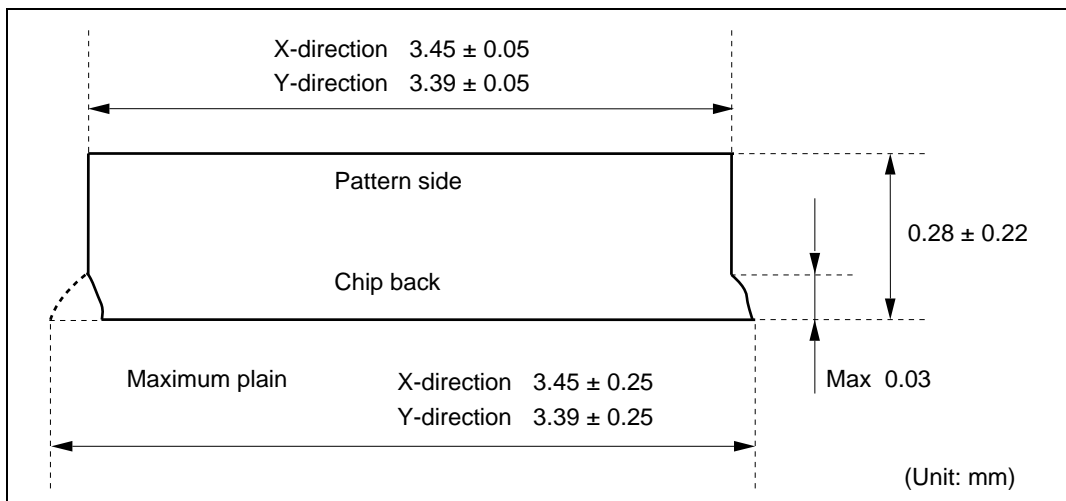 X-direction 3.45 ± 0.05
Y-direction 3.39 ± 0.05
Pattern side
0.28 ± 0.22
Chip back
Maximum plain
X-direction 3.45 ± 0.25
Y-direction 3.39 ± 0.25
Max 0.03
(Unit: mm)